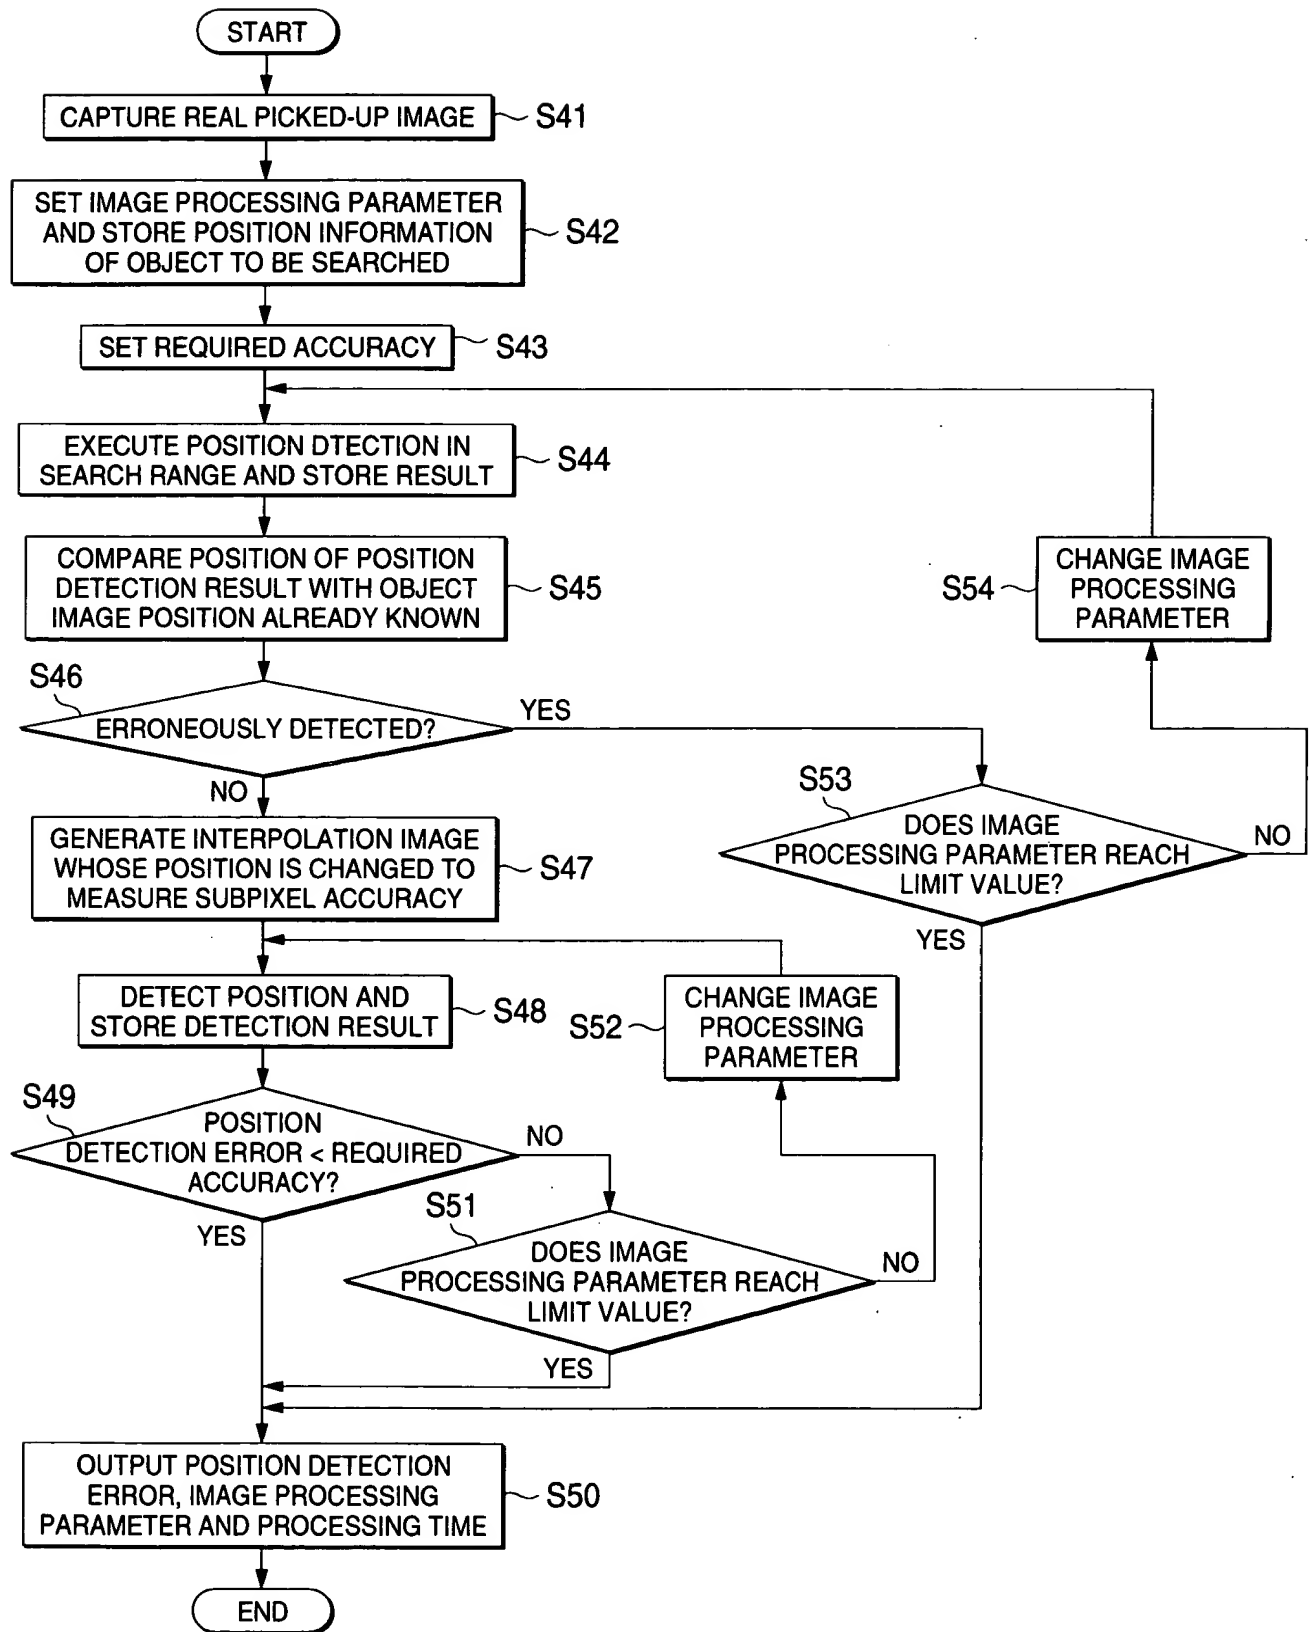 START
CAPTURE REAL PICKED-UP IMAGE
S41
SET IMAGE PROCESSING PARAMETER
AND STORE POSITION INFORMATION
OF OBJECT TO BE SEARCHED
S42
SET REQUIRED ACCURACY
S43
EXECUTE POSITION DTECTION IN
SEARCH RANGE AND STORE RESULT
S44
COMPARE POSITION OF POSITION
DETECTION RESULT WITH OBJECT
IMAGE POSITION ALREADY KNOWN
S45
S54
CHANGE IMAGE
PROCESSING
PARAMETER
S46
ERRONEOUSLY DETECTED?
YES
NO
S53
DOES IMAGE
PROCESSING PARAMETER REACH
LIMIT VALUE?
NO
YES
GENERATE INTERPOLATION IMAGE
WHOSE POSITION IS CHANGED TO
MEASURE SUBPIXEL ACCURACY
S47
DETECT POSITION AND
STORE DETECTION RESULT
S48
S52
CHANGE IMAGE
PROCESSING
PARAMETER
S49
POSITION
DETECTION ERROR < REQUIRED
ACCURACY?
NO
YES
S51
DOES IMAGE
PROCESSING PARAMETER REACH
LIMIT VALUE?
NO
YES
OUTPUT POSITION DETECTION
ERROR, IMAGE PROCESSING
PARAMETER AND PROCESSING TIME
S50
END